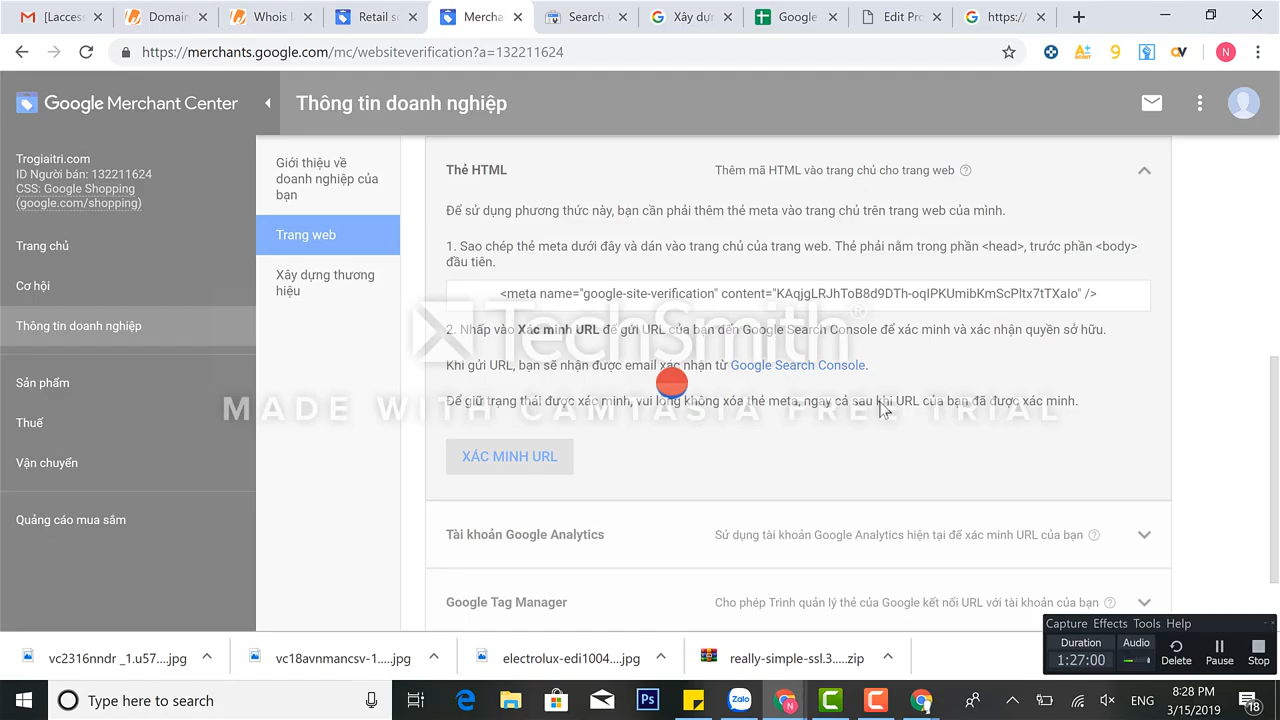 [Lacess
Domain
Whois L
Retail sc
Mercha
Search C
Xây dựn
Google
Edit Pro
https://
https://merchants.google.com/mc/websiteverification?a=132211624
N
Google Merchant Center
Thông tin doanh nghiệp
Trogiaitri.com
ID Người bán: 132211624
CSS: Google Shopping
(google.com/shopping)
Trang chủ
Cơ hội
Thông tin doanh nghiệp
Sản phẩm
Thuế
Vận chuyển
Quảng cáo mua sắm
Giới thiệu về
doanh nghiệp của
bạn
Trang web
Xây dựng thương
hiệu
Thẻ HTML
Thêm mã HTML vào trang chủ cho trang web
Để sử dụng phương thức này, bạn cần phải thêm thẻ meta vào trang chủ trên trang web của mình.
1. Sao chép thẻ meta dưới đây và dán vào trang chủ của trang web. Thẻ phải nằm trong phần <head>, trước phần <body>
đầu tiên.
<meta name="google-site-verification" content="KAqjgLRJhToB8d9DTh-oqIPKUmibKmScPltx7tTXaIo" />
2. Nhấp vào Xác minh URL để gửi URL của bạn đến Google Search Console để xác minh và xác nhận quyền sở hữu.
Khi gửi URL, bạn sẽ nhận được email xác nhận từ Google Search Console.
Để giữ trạng thái được xác minh, vui lòng không xóa thẻ meta, ngay cả sau khi URL của bạn đã được xác minh.
XÁC MINH URL
TechSmith®
MADE WITH CAMTASIA FREE TRIAL
Tài khoản Google Analytics
Sử dụng tài khoản Google Analytics hiện tại để xác minh URL của bạn
Google Tag Manager
Cho phép Trình quản lý thẻ của Google kết nối URL với tài khoản của bạn
Capture Effects Tools Help
Duration
Audio
1:27:00
Delete
Pause
Stop
vc2316nndr _1.u57....jpg
vc18avnmancsv-1.....jpg
electrolux-edi1004....jpg
really-simple-ssl.3.....zip
Type here to search
Ps
Zalo
ENG
8:28 PM
3/15/2019
18